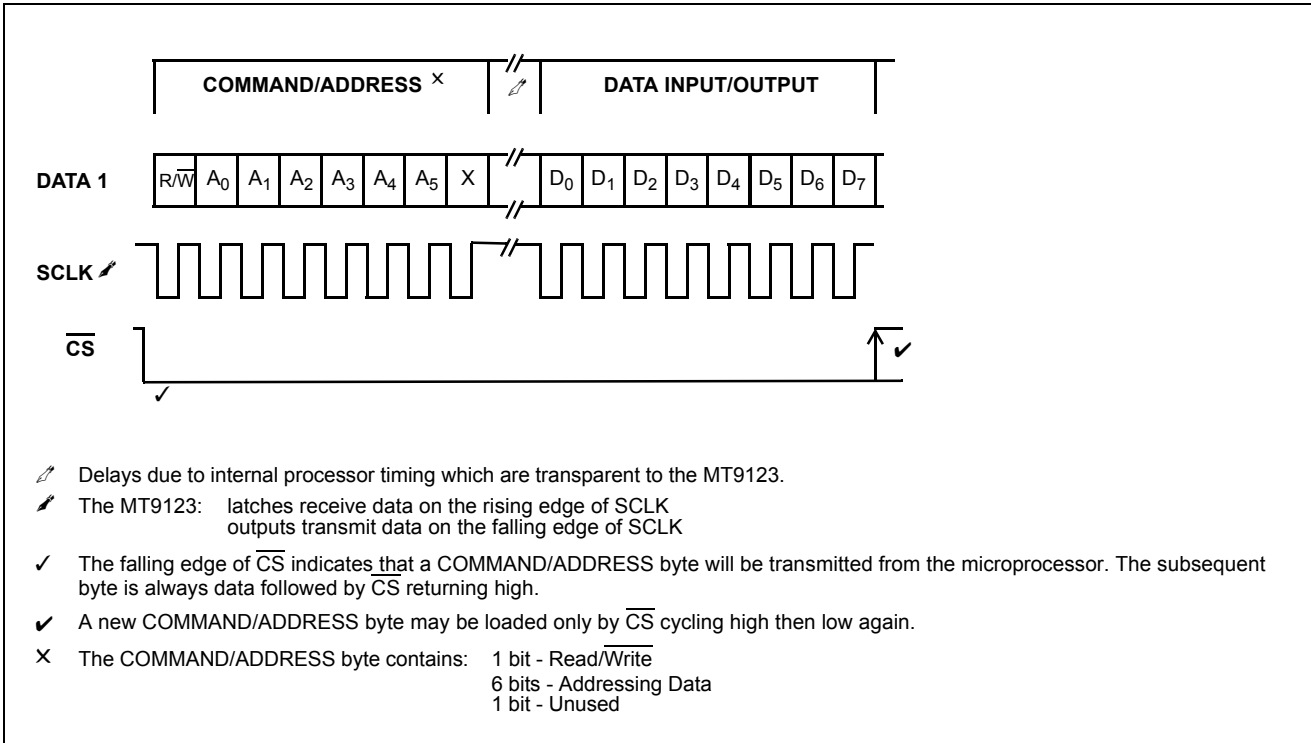 COMMAND/ADDRESS ✕ DATA INPUT/OUTPUT
DATA 1 R/W̅ A₀ A₁ A₂ A₃ A₄ A₅ X D₀ D₁ D₂ D₃ D₄ D₅ D₆ D₇
SCLK
C̅S̅
Delays due to internal processor timing which are transparent to the MT9123.
The MT9123: latches receive data on the rising edge of SCLK
outputs transmit data on the falling edge of SCLK
✓ The falling edge of C̅S̅ indicates that a COMMAND/ADDRESS byte will be transmitted from the microprocessor. The subsequent
byte is always data followed by C̅S̅ returning high.
✔ A new COMMAND/ADDRESS byte may be loaded only by C̅S̅ cycling high then low again.
✕ The COMMAND/ADDRESS byte contains: 1 bit - Read/W̅r̅i̅t̅e̅
6 bits - Addressing Data
1 bit - Unused